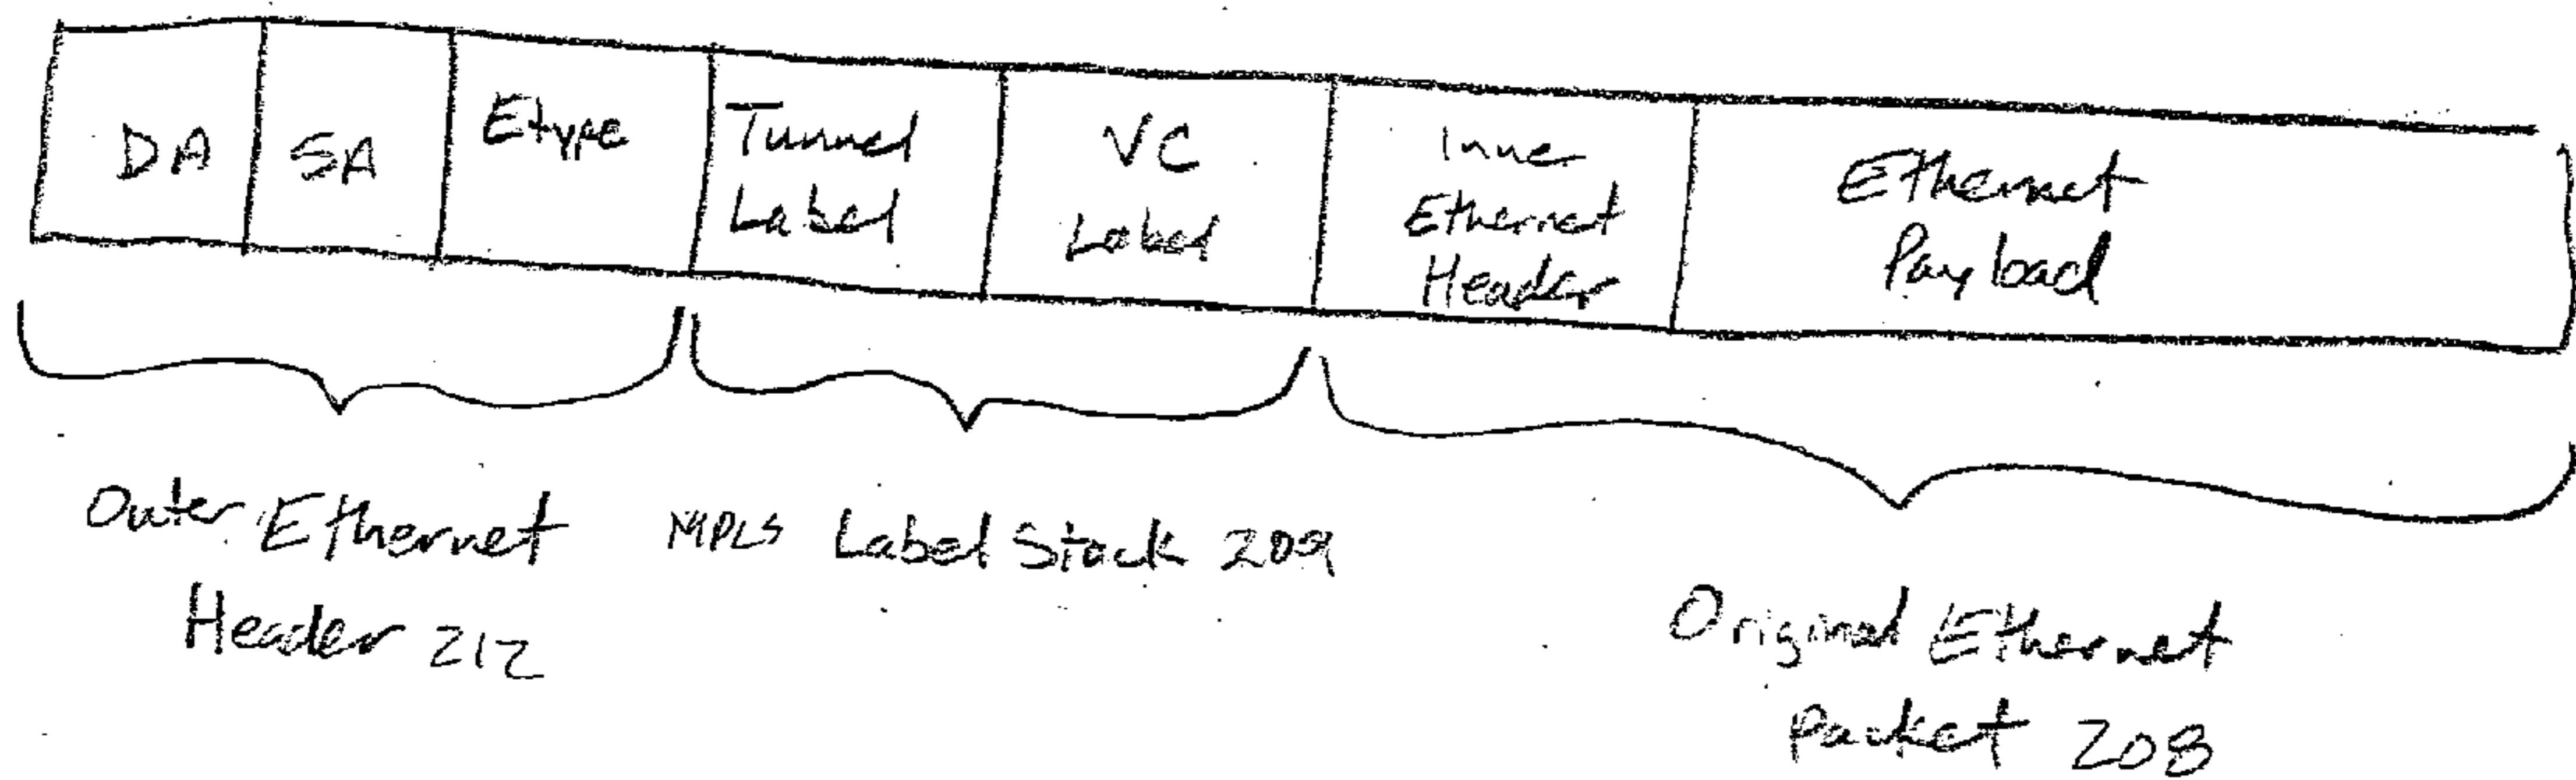 DA
SA
Etype
Tunnel
Label
VC
Label
Inne
Ethernet
Header
Ethernet
Payload
Outer Ethernet
Header 212
MPLS Label Stack 209
Original Ethernet
Packet 208